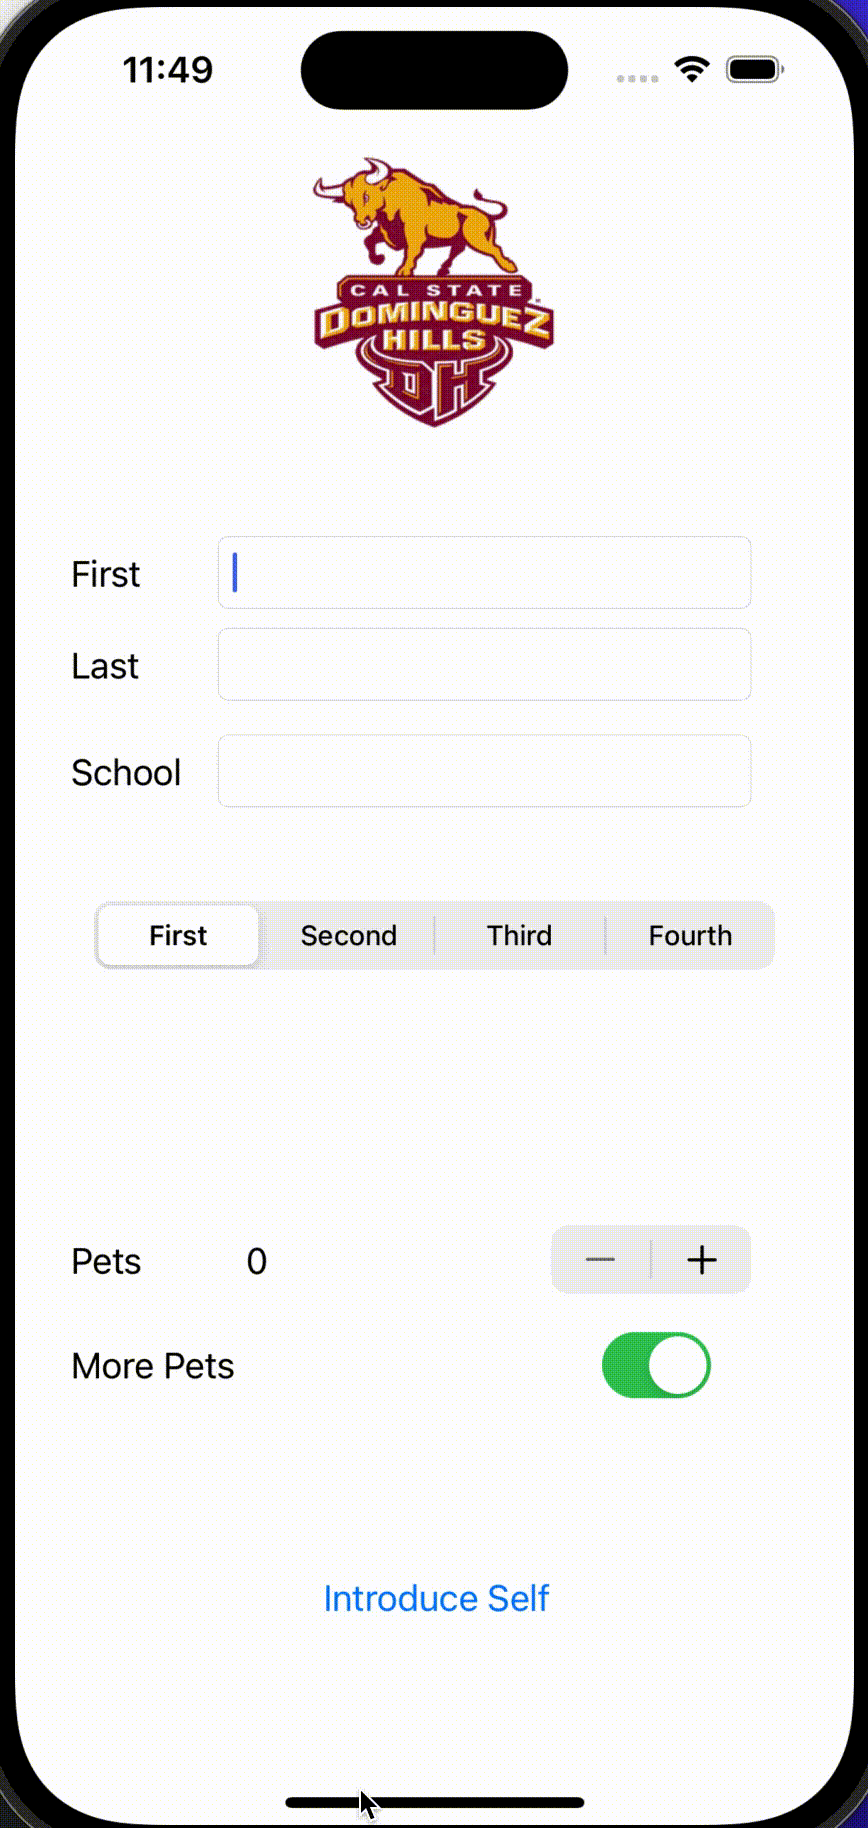 11:49
CAL STATE
DOMINGUEZ
HILLS
DH
First
Last
School
First Second Third Fourth
Pets 0
More Pets
Introduce Self